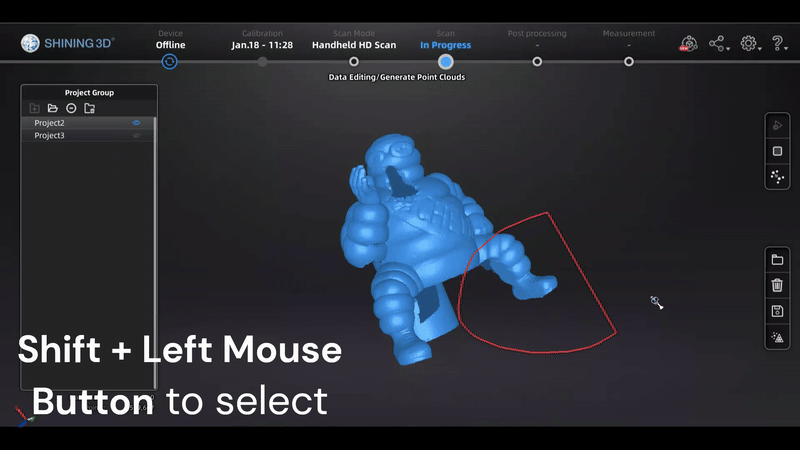 SHINING 3D®
Device
Offline
Calibration
Jan.18 - 11:28
Scan Mode
Handheld HD Scan
Scan
In Progress
Post processing
-
Measurement
-
Data Editing/Generate Point Clouds
Project Group
Project2
Project3
Shift + Left Mouse
Button to select